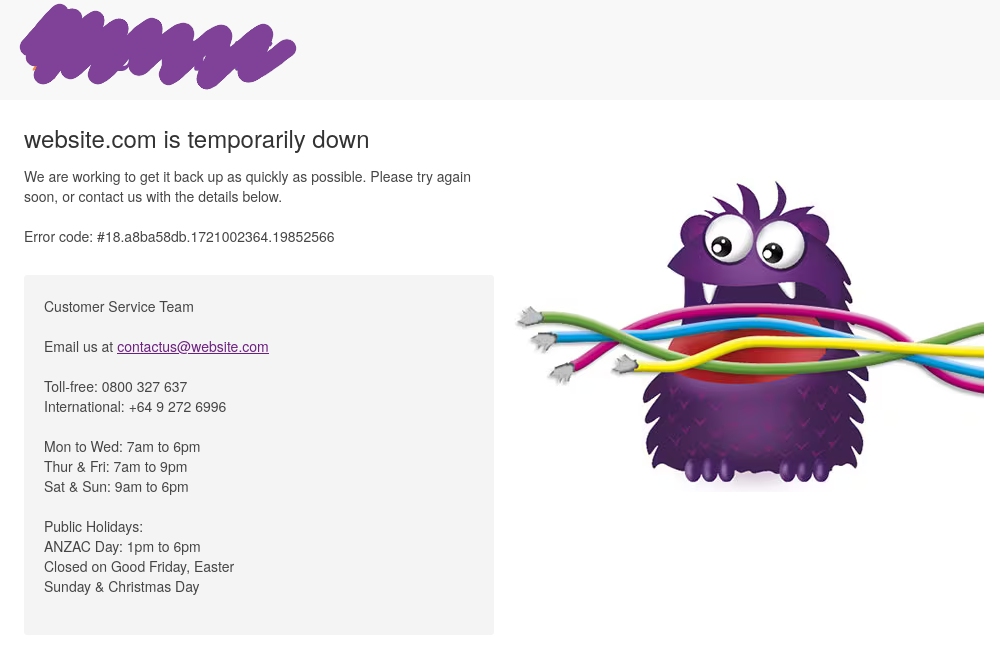 website.com is temporarily down
We are working to get it back up as quickly as possible. Please try again
soon, or contact us with the details below.
Error code: #18.a8ba58db.1721002364.19852566
Customer Service Team
Email us at contactus@website.com
Toll-free: 0800 327 637
International: +64 9 272 6996
Mon to Wed: 7am to 6pm
Thur & Fri: 7am to 9pm
Sat & Sun: 9am to 6pm
Public Holidays:
ANZAC Day: 1pm to 6pm
Closed on Good Friday, Easter
Sunday & Christmas Day